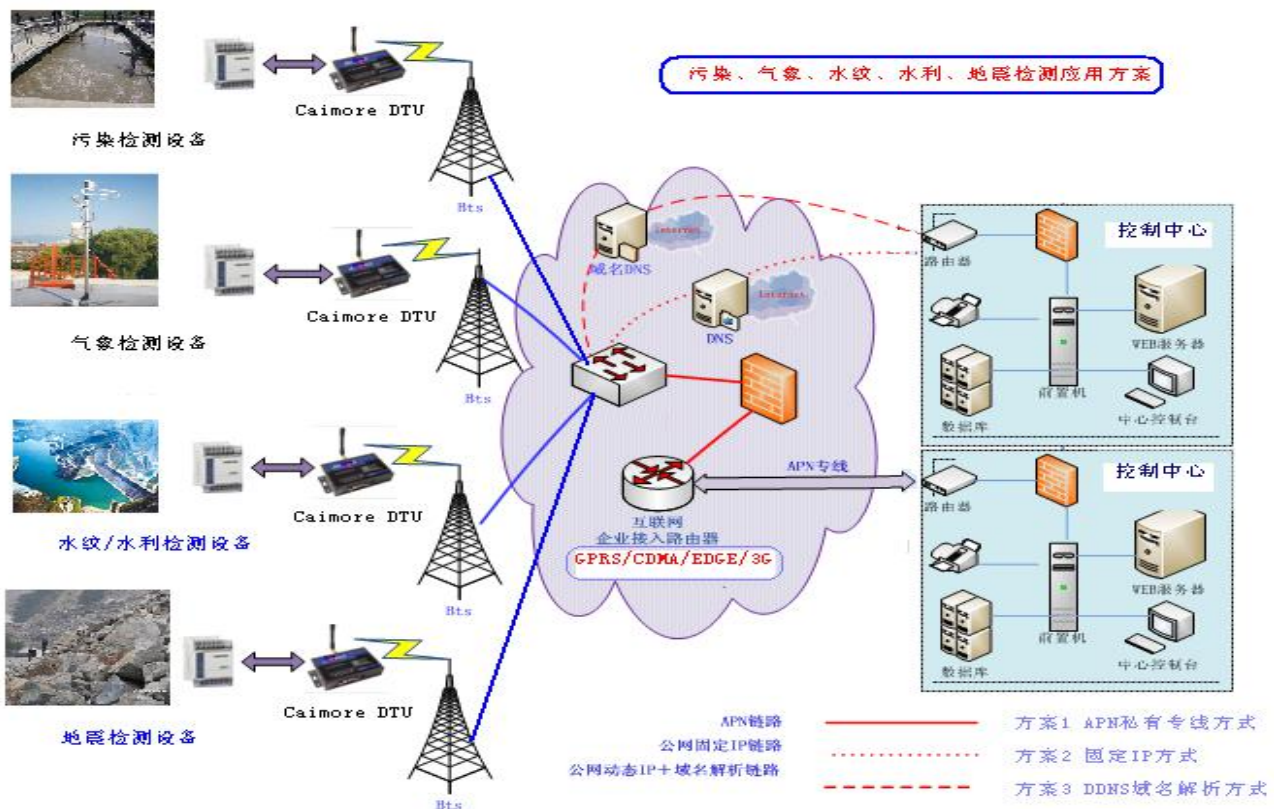 污染、气象、水纹、水利、地震检测应用方案
Caimore DTU
污染检测设备
Bts
Caimore DTU
气象检测设备
Bts
Caimore DTU
水纹/水利检测设备
Bts
Caimore DTU
地震检测设备
Bts
Internet
域名DNS
Internet
DNS
互联网
企业接入路由器
GPRS/CDMA/EDGE/3G
APN专线
控制中心
路由器
WEB服务器
前置机
数据库
中心控制台
控制中心
路由器
WEB服务器
前置机
数据库
中心控制台
APN链路
方案1 APN私有专线方式
公网固定IP链路
方案2 固定IP方式
公网动态IP+域名解析链路
方案3 DDNS域名解析方式